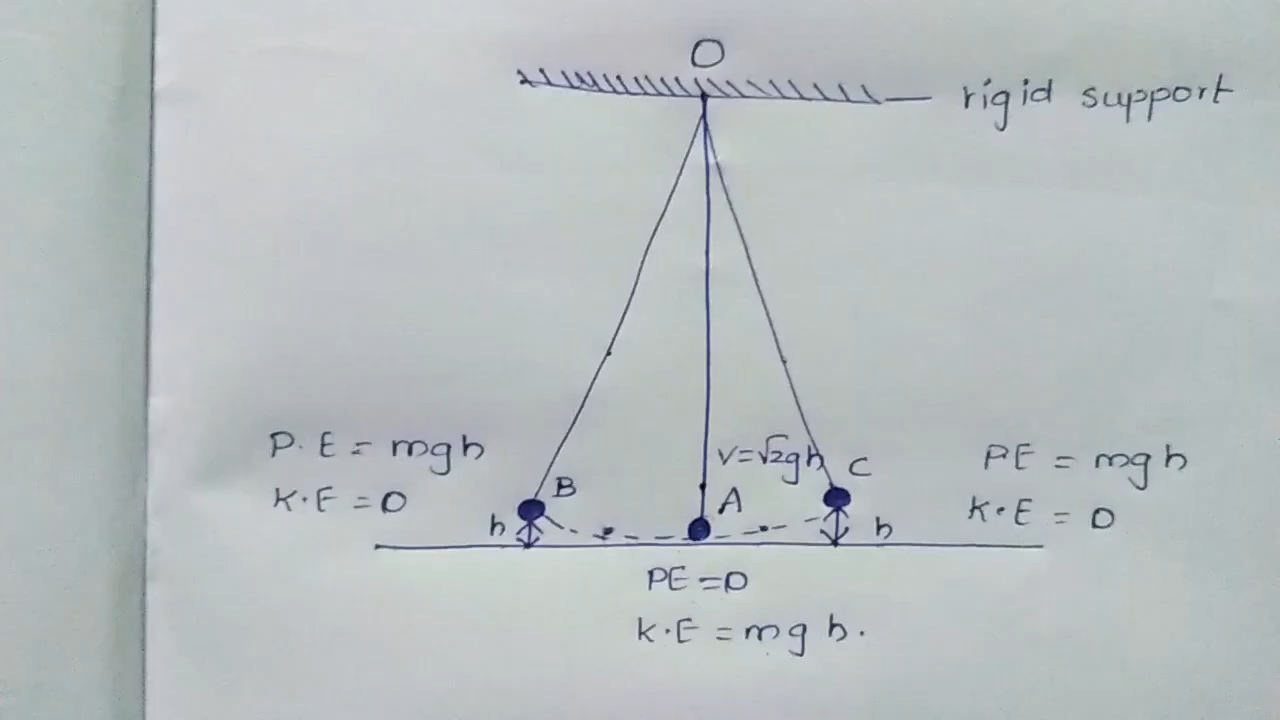 O
rigid support
v=√2gh
P.E = mgh
K.E = 0
B
C
PE = mgh
K.E = 0
A
h
h
PE = 0
K.E = mgh.